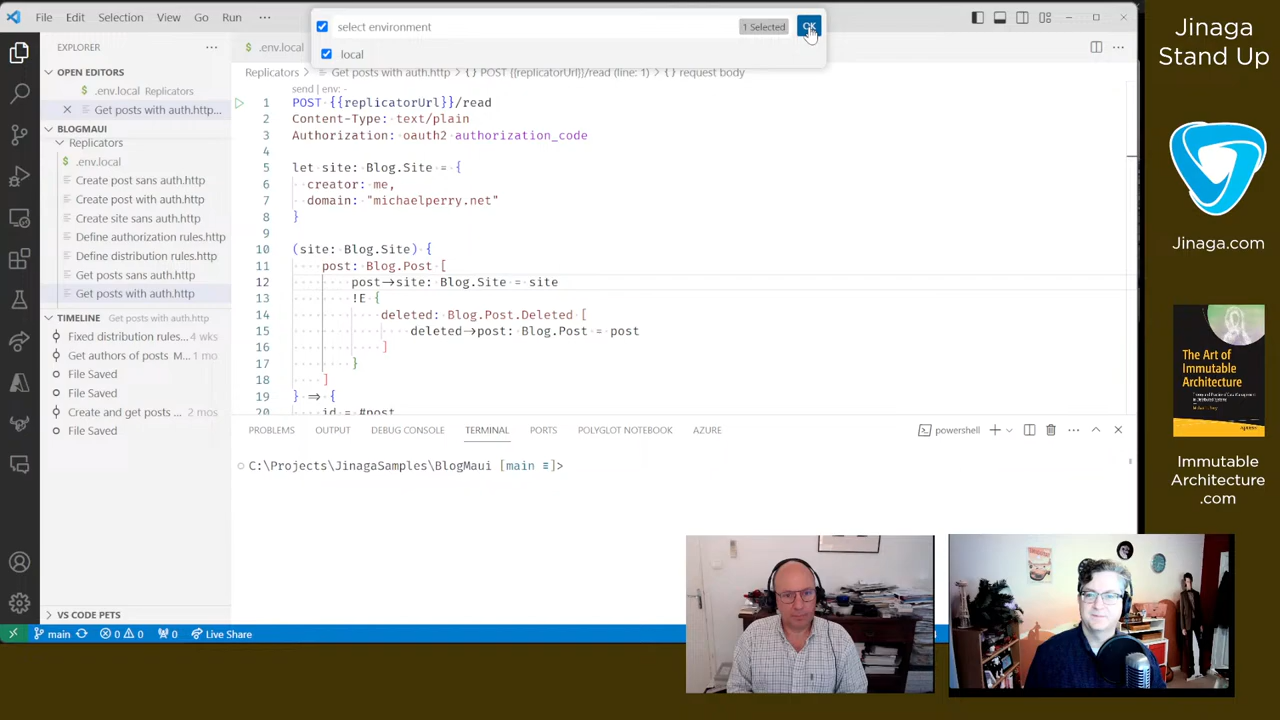 File Edit Selection View Go Run ···
select environment
1 Selected
OK
local
EXPLORER
OPEN EDITORS
.env.local Replicators
Get posts with auth.http...
BLOGMAUI
Replicators
.env.local
Create post sans auth.http
Create post with auth.http
Create site sans auth.http
Define authorization rules.http
Define distribution rules.http
Get posts sans auth.http
Get posts with auth.http
TIMELINE Get posts with auth.http
Fixed distribution rules... 4 wks
Get authors of posts M... 1 mo
File Saved
File Saved
Create and get posts ... 2 mos
File Saved
VS CODE PETS
.env.local
Replicators > Get posts with auth.http > POST {{replicatorUrl}}/read (line: 1) > request body
send | env: -
1 POST {{replicatorUrl}}/read
2 Content-Type: text/plain
3 Authorization: oauth2 authorization_code
4
5 let site: Blog.Site = {
6 creator: me,
7 domain: "michaelperry.net"
8 }
9
10 (site: Blog.Site) {
11 post: Blog.Post [
12 post→site: Blog.Site = site
13 !E {
14 deleted: Blog.Post.Deleted [
15 deleted→post: Blog.Post = post
16 ]
17 }
18 ]
19 } ⇒ {
20 id = #post
PROBLEMS OUTPUT DEBUG CONSOLE TERMINAL PORTS POLYGLOT NOTEBOOK AZURE
powershell
C:\Projects\JinagaSamples\BlogMaui [main ≡]>
main 0 0 0 Live Share
Jinaga
Stand Up
Jinaga.com
The Art of
Immutable
Architecture
Apress
Immutable
Architecture
.com